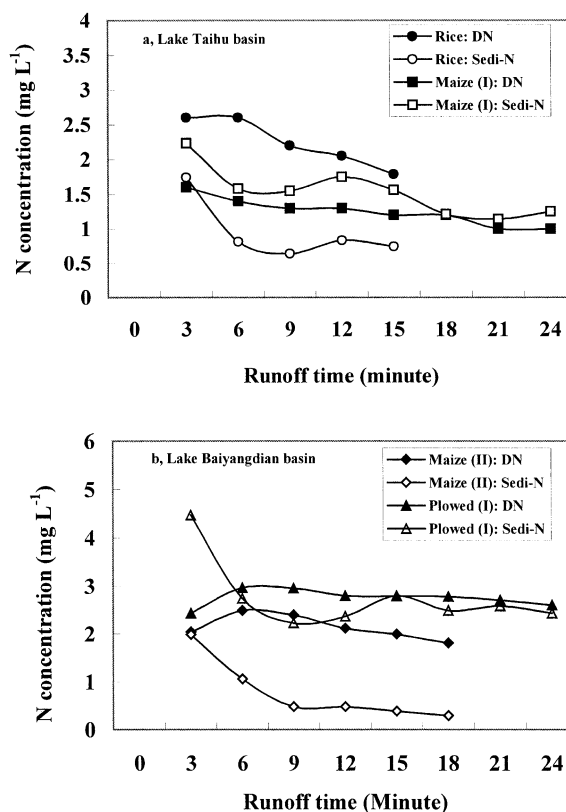 a, Lake Taihu basin
Rice: DN
Rice: Sedi-N
Maize (I): DN
Maize (I): Sedi-N
N concentration (mg L-1)
4
3.5
3
2.5
2
1.5
1
0.5
0
0 3 6 9 12 15 18 21 24
Runoff time (minute)
b, Lake Baiyangdian basin
Maize (II): DN
Maize (II): Sedi-N
Plowed (I): DN
Plowed (I): Sedi-N
N concentration (mg L-1)
6
5
4
3
2
1
0
0 3 6 9 12 15 18 21 24
Runoff time (Minute)